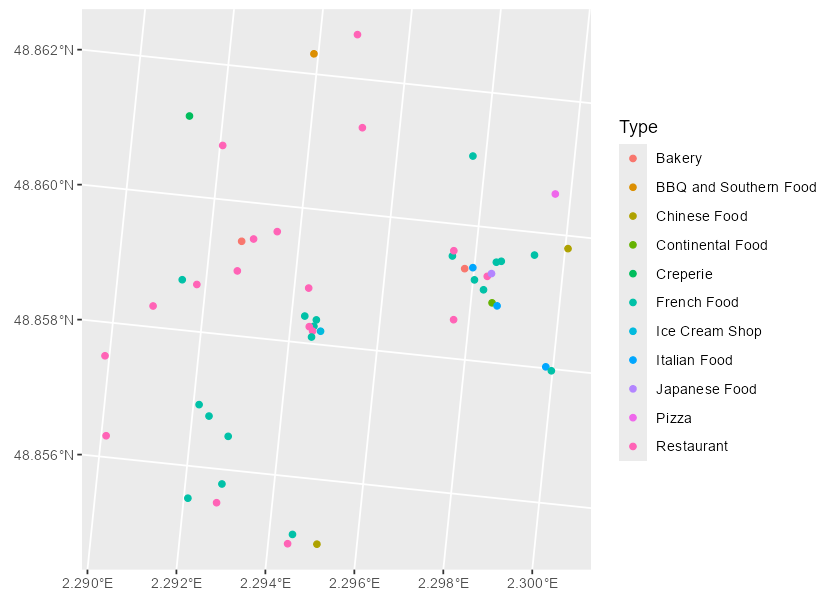 48.862°N
48.860°N
48.858°N
48.856°N
2.290°E
2.292°E
2.294°E
2.296°E
2.298°E
2.300°E
Type
Bakery
BBQ and Southern Food
Chinese Food
Continental Food
Creperie
French Food
Ice Cream Shop
Italian Food
Japanese Food
Pizza
Restaurant